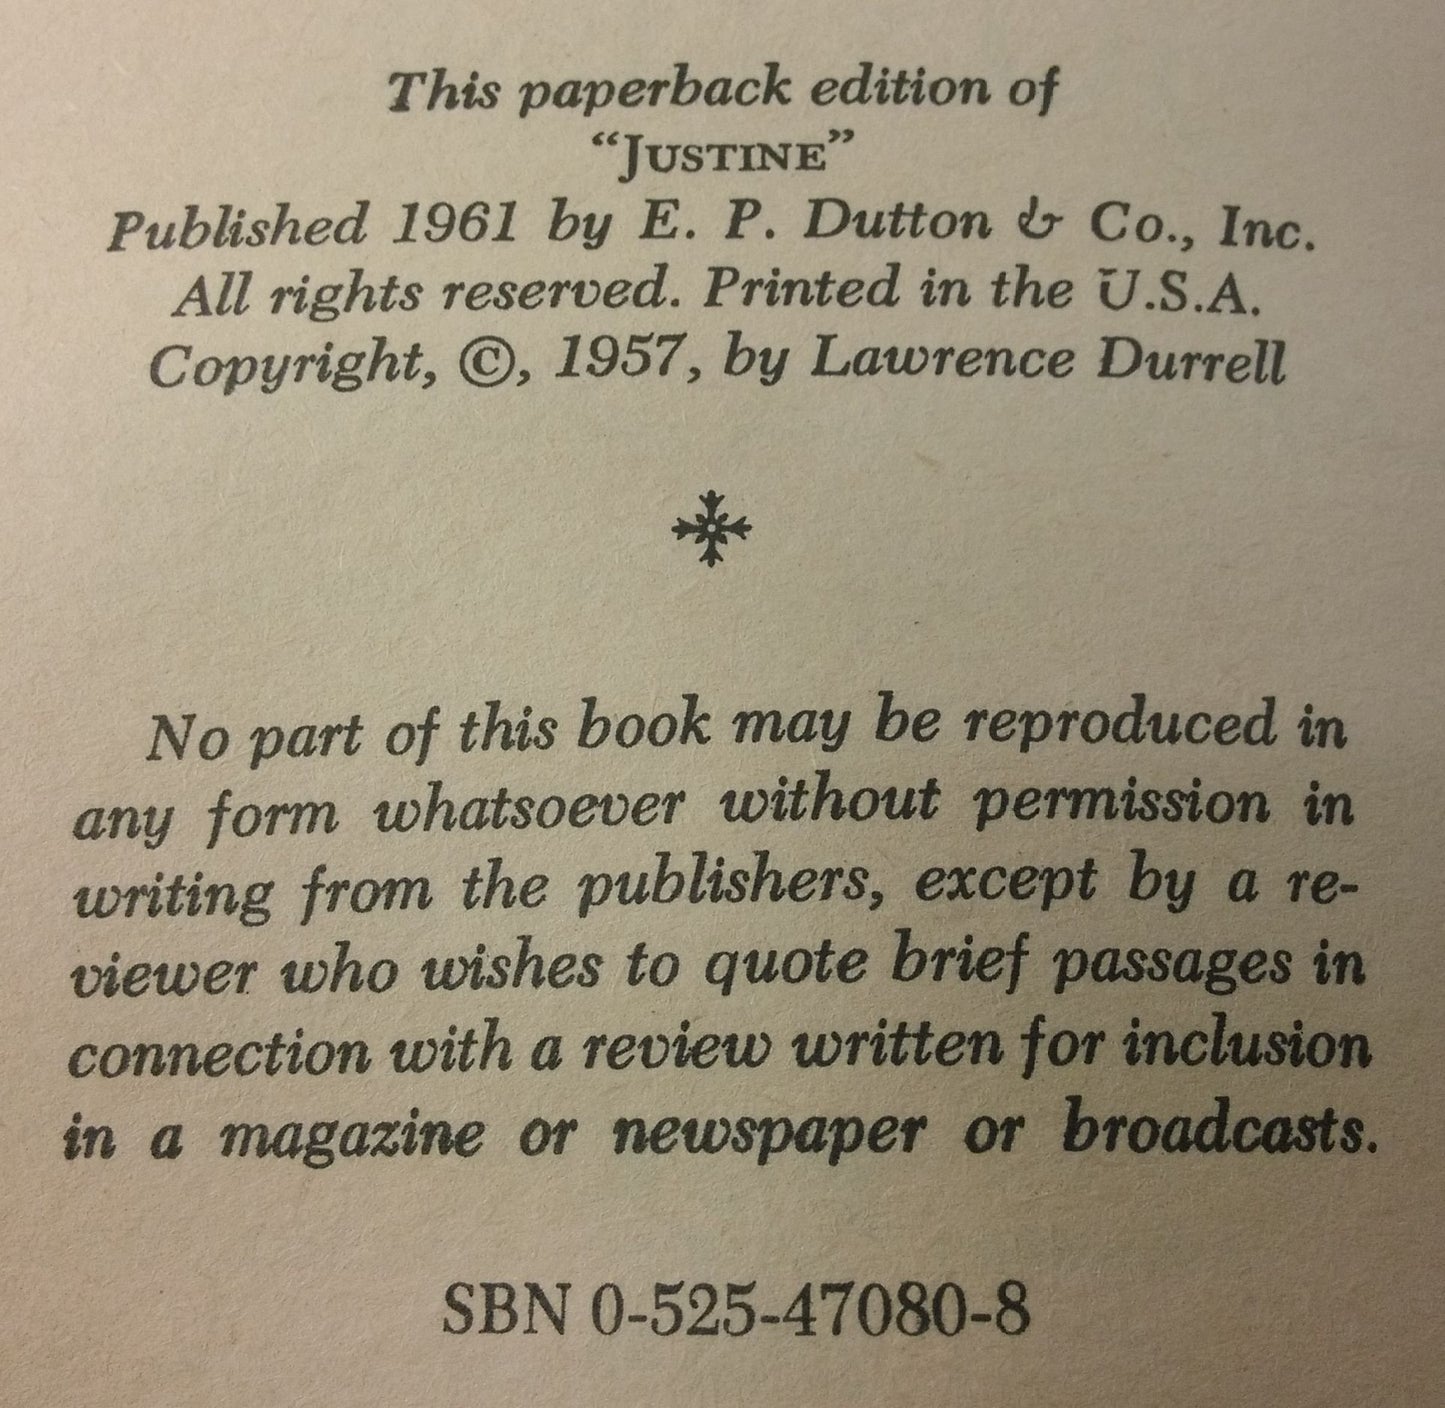 This paperback edition of
“JUSTINE”
Published 1961 by E. P. Dutton & Co., Inc.
All rights reserved. Printed in the U.S.A.
Copyright, ©, 1957, by Lawrence Durrell
No part of this book may be reproduced in
any form whatsoever without permission in
writing from the publishers, except by a re-
viewer who wishes to quote brief passages in
connection with a review written for inclusion
in a magazine or newspaper or broadcasts.
SBN 0-525-47080-8